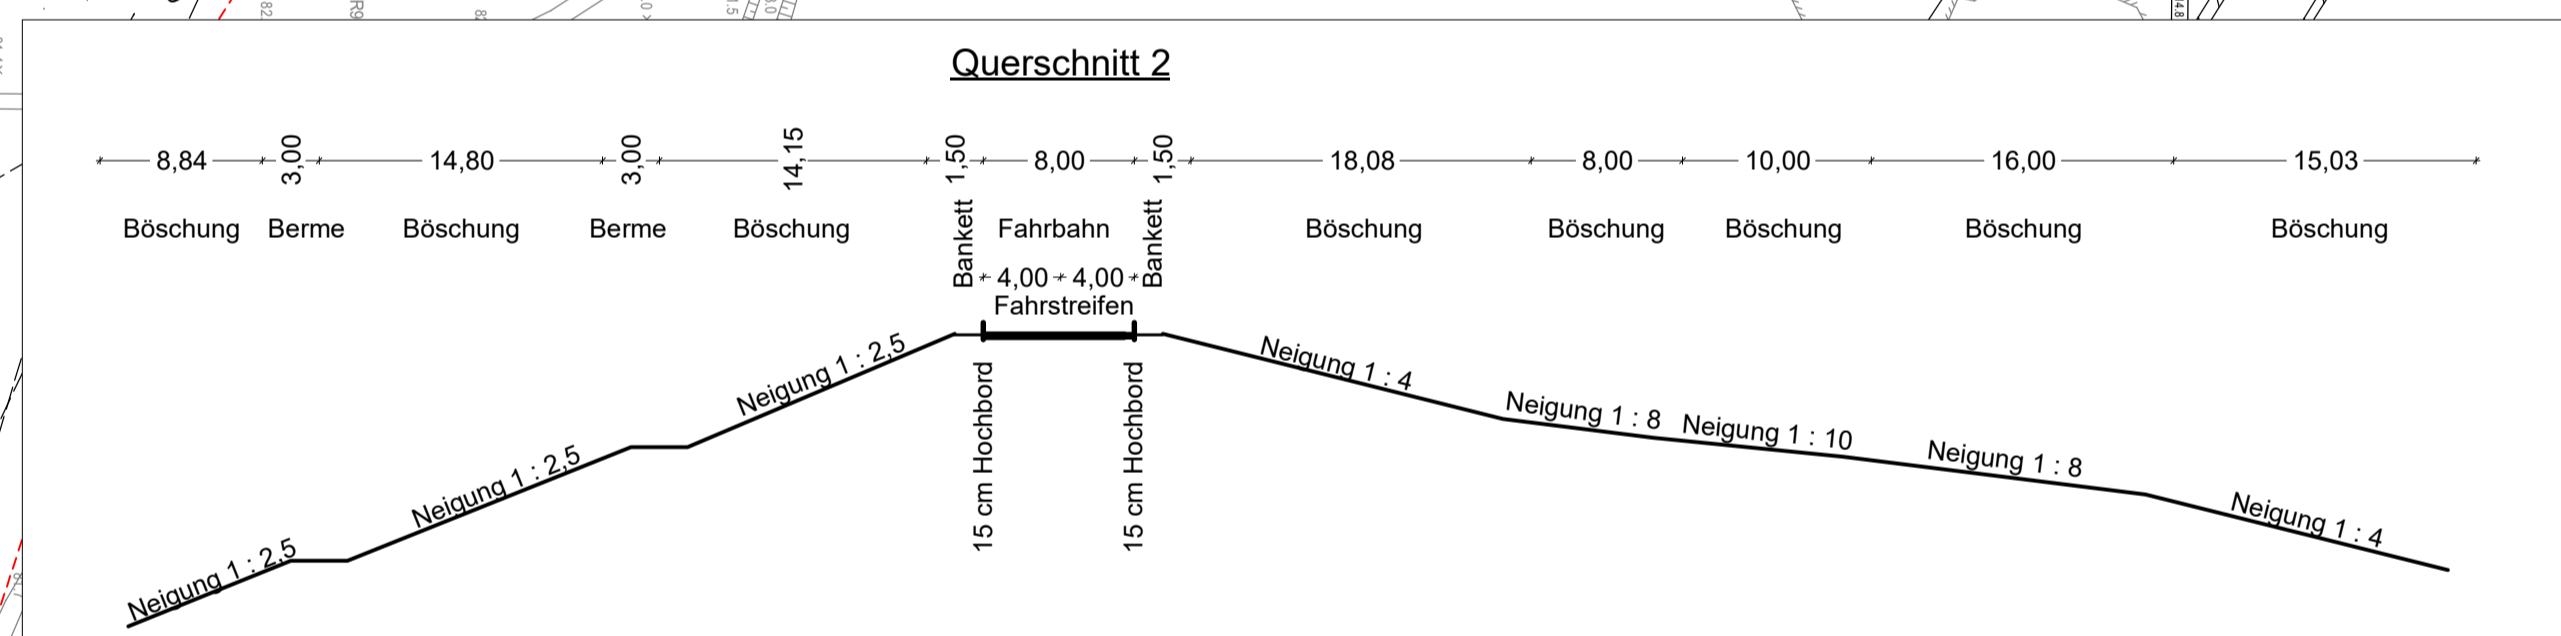 Querschnitt 2
8,84 3,00 14,80 3,00 14,15 1,50 8,00 1,50 18,08 8,00 10,00 16,00 15,03
Böschung Berme Böschung Berme Böschung Bankett Fahrbahn Bankett Böschung Böschung Böschung Böschung Böschung
4,00 4,00
Fahrstreifen
Neigung 1 : 2,5
Neigung 1 : 2,5
Neigung 1 : 2,5
15 cm Hochbord
15 cm Hochbord
Neigung 1 : 4
Neigung 1 : 8
Neigung 1 : 10
Neigung 1 : 8
Neigung 1 : 4